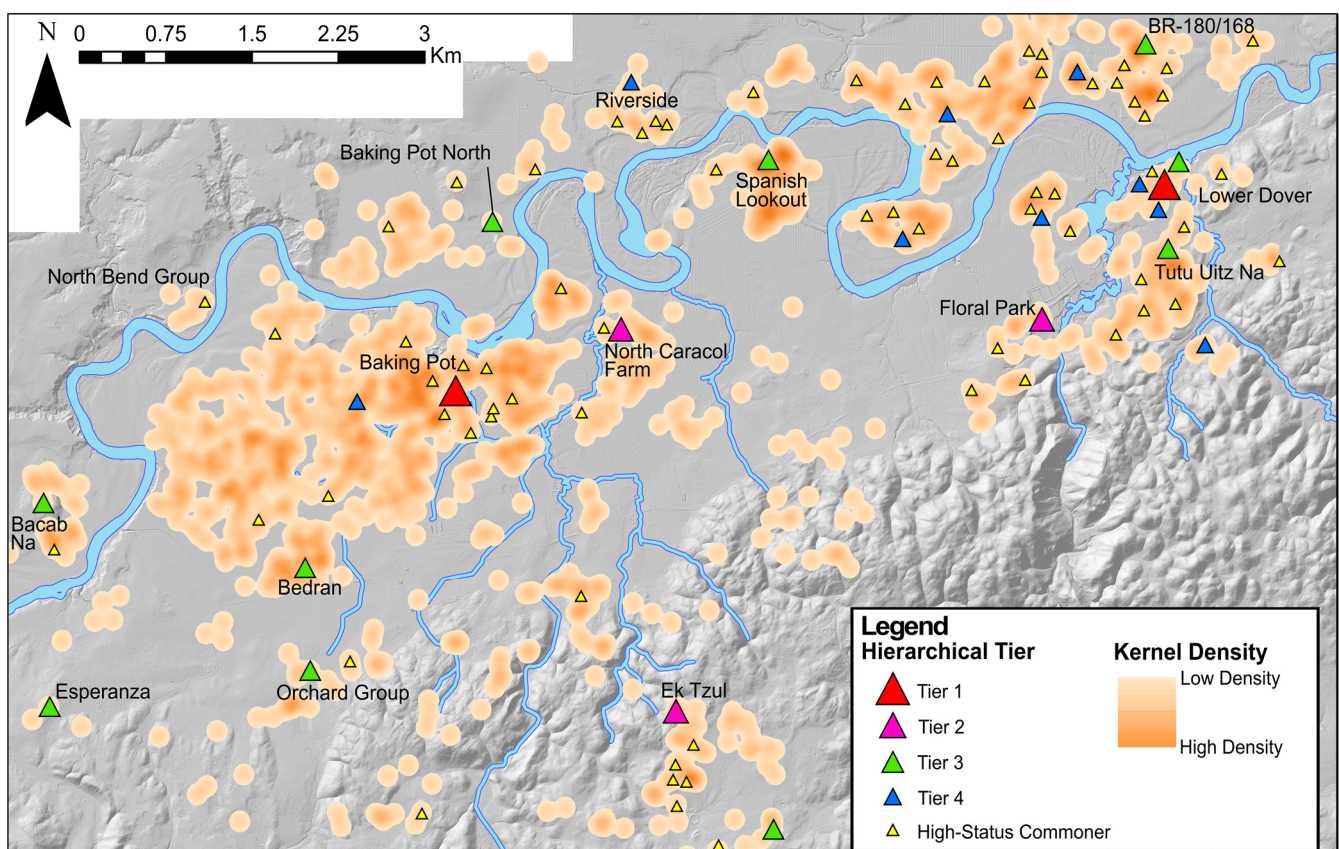 N
0 0.75 1.5 2.25 3
Km
BR-180/168
Riverside
Baking Pot North
Spanish
Lookout
Lower Dover
North Bend Group
Tutu Uitz Na
Floral Park
North Caracol
Farm
Baking Pot
Bacab
Na
Bedran
Esperanza
Orchard Group
Ek Tzul
Legend
Hierarchical Tier
Tier 1
Tier 2
Tier 3
Tier 4
High-Status Commoner
Kernel Density
Low Density
High Density